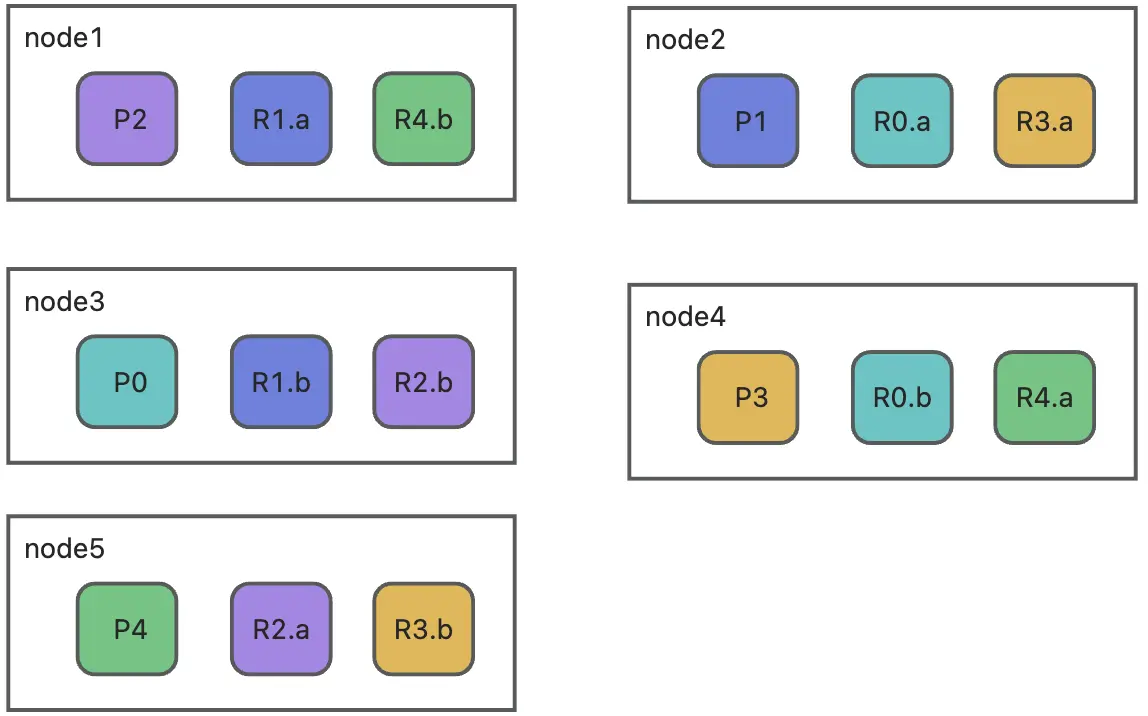 node1
P2 R1.a R4.b
node2
P1 R0.a R3.a
node3
P0 R1.b R2.b
node4
P3 R0.b R4.a
node5
P4 R2.a R3.b